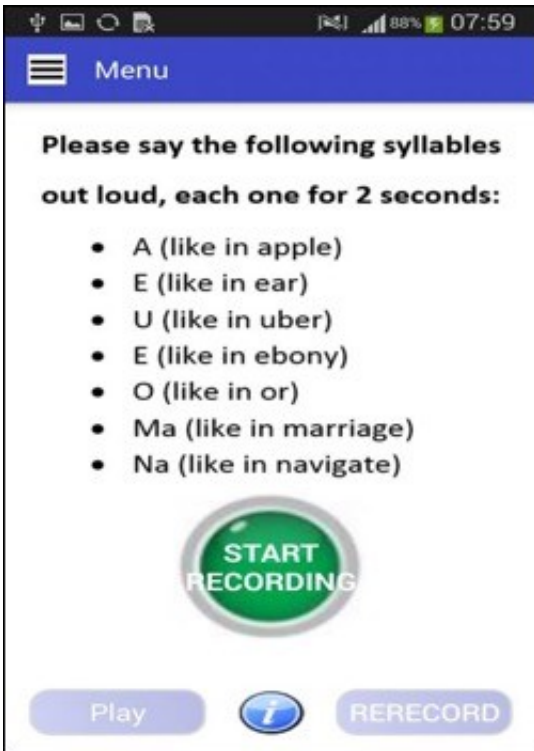 88% 07:59
Menu
Please say the following syllables
out loud, each one for 2 seconds:
• A (like in apple)
• E (like in ear)
• U (like in uber)
• E (like in ebony)
• O (like in or)
• Ma (like in marriage)
• Na (like in navigate)
START
RECORDING
Play i RERECORD